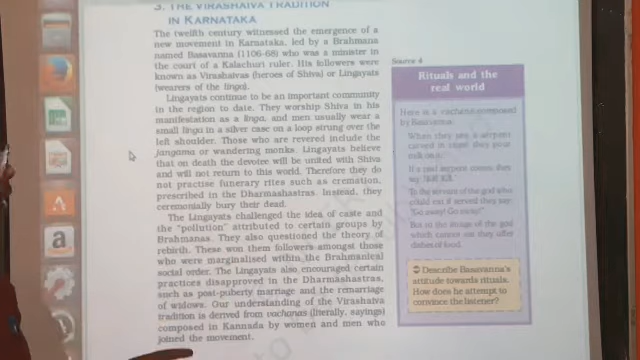 3. THE VIRASHAIVA TRADITION
IN KARNATAKA
The twelfth century witnessed the emergence of a
new movement in Karnataka, led by a Brahmana
named Basavanna (1106-68) who was a minister in
the court of a Kalachuri ruler. His followers were
known as Virashaivas (heroes of Shiva) or Lingayats
(wearers of the linga).
Lingayats continue to be an important community
in the region to date. They worship Shiva in his
manifestation as a linga, and men usually wear a
small linga in a silver case on a loop strung over the
left shoulder. Those who are revered include the
jangama or wandering monks. Lingayats believe
that on death the devotee will be united with Shiva
and will not return to this world. Therefore they do
not practise funerary rites such as cremation,
prescribed in the Dharmashastras. Instead, they
ceremonially bury their dead.
The Lingayats challenged the idea of caste and
the "pollution" attributed to certain groups by
Brahmanas. They also questioned the theory of
rebirth. These won them followers amongst those
who were marginalised within the Brahmanical
social order. The Lingayats also encouraged certain
practices disapproved in the Dharmashastras,
such as post-puberty marriage and the remarriage
of widows. Our understanding of the Virashaiva
tradition is derived from vachanas (literally, sayings)
composed in Kannada by women and men who
joined the movement.
Source 4
Rituals and the
real world
Here is a vachana composed
by Basavanna:
When they see a serpent
carved in stone they pour
milk on it.
If a real serpent comes they
say: "Kill. Kill."
To the servant of the god who
could eat if served they say:
"Go away! Go away!"
But to the image of the god
which cannot eat they offer
dishes of food.
Describe Basavanna's
attitude towards rituals.
How does he attempt to
convince the listener?
a